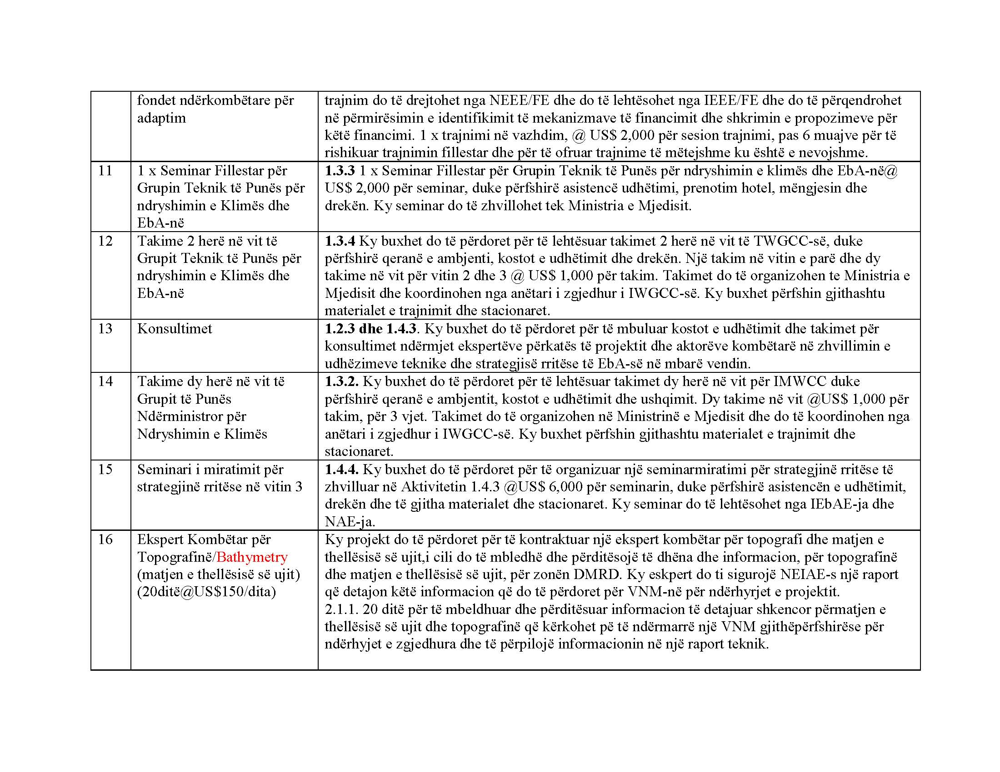 fondet ndërkombëtare për
adaptim
trajnim do të drejtohet nga NEEE/FE dhe do të lehtësohet nga IEEE/FE dhe do të përqendrohet
në përmirësimin e identifikimit të mekanizmave të financimit dhe shkrimin e propozimeve për
këtë financimi. 1 x trajnimi në vazhdim, @ US$ 2,000 për sesion trajnimi, pas 6 muajve për të
rishikuar trajnimin fillestar dhe për të ofruar trajnime të mëtejshme ku është e nevojshme.
11
1 x Seminar Fillestar për
Grupin Teknik të Punës për
ndryshimin e Klimës dhe
EbA-në
1.3.3 1 x Seminar Fillestar për Grupin Teknik të Punës për ndryshimin e klimës dhe EbA-në@
US$ 2,000 për seminar, duke përfshirë asistencë udhëtimi, prenotim hotel, mëngjesin dhe
drekën. Ky seminar do të zhvillohet tek Ministria e Mjedisit.
12
Takime 2 herë në vit të
Grupit Teknik të Punës për
ndryshimin e Klimës dhe
EbA-në
1.3.4 Ky buxhet do të përdoret për të lehtësuar takimet 2 herë në vit të TWGCC-së, duke
përfshirë qeranë e ambjenti, kostot e udhëtimit dhe drekën. Një takim në vitin e parë dhe dy
takime në vit për vitin 2 dhe 3 @ US$ 1,000 për takim. Takimet do të organizohen te Ministria e
Mjedisit dhe koordinohen nga anëtari i zgjedhur i IWGCC-së. Ky buxhet përfshin gjithashtu
materialet e trajnimit dhe stacionaret.
13
Konsultimet
1.2.3 dhe 1.4.3. Ky buxhet do të përdoret për të mbuluar kostot e udhëtimit dhe takimet për
konsultimet ndërmjet ekspertëve përkatës të projektit dhe aktorëve kombëtarë në zhvillimin e
udhëzimeve teknike dhe strategjisë rritëse të EbA-së në mbarë vendin.
14
Takime dy herë në vit të
Grupit të Punës
Ndërministror për
Ndryshimin e Klimës
1.3.2. Ky buxhet do të përdoret për të lehtësuar takimet dy herë në vit për IMWCC duke
përfshirë qeranë e ambjentit, kostot e udhëtimit dhe ushqimit. Dy takime në vit @US$ 1,000 për
takim, për 3 vjet. Takimet do të organizohen në Ministrinë e Mjedisit dhe do të koordinohen nga
anëtari i zgjedhur i IWGCC-së. Ky buxhet përfshin gjithashtu materialet e trajnimit dhe
stacionaret.
15
Seminari i miratimit për
strategjinë rritëse në vitin 3
1.4.4. Ky buxhet do të përdoret për të organizuar një seminarmiratimi për strategjinë rritëse të
zhvilluar në Aktivitetin 1.4.3 @US$ 6,000 për seminarin, duke përfshirë asistencën e udhëtimit,
drekën dhe të gjitha materialet dhe stacionaret. Ky seminar do të lehtësohet nga IEbAE-ja dhe
NAE-ja.
16
Ekspert Kombëtar për
Topografinë/Bathymetry
(matjen e thellësisë së ujit)
(20ditë@US$150/dita)
Ky projekt do të përdoret për të kontraktuar një ekspert kombëtar për topografi dhe matjen e
thellësisë së ujit,i cili do të mbledhë dhe përditësojë të dhëna dhe informacion, për topografinë
dhe matjen e thellësisë së ujit, për zonën DMRD. Ky eskpert do ti sigurojë NEIAE-s një raport
që detajon këtë informacion që do të përdoret për VNM-në për ndërhyrjet e projektit.
2.1.1. 20 ditë për të mbeldhuar dhe përditësuar informacion të detajuar shkencor përmatjen e
thellësisë së ujit dhe topografinë që kërkohet pë të ndërmarrë një VNM gjithëpërfshirëse për
ndërhyjet e zgjedhura dhe të përpilojë informacionin në një raport teknik.